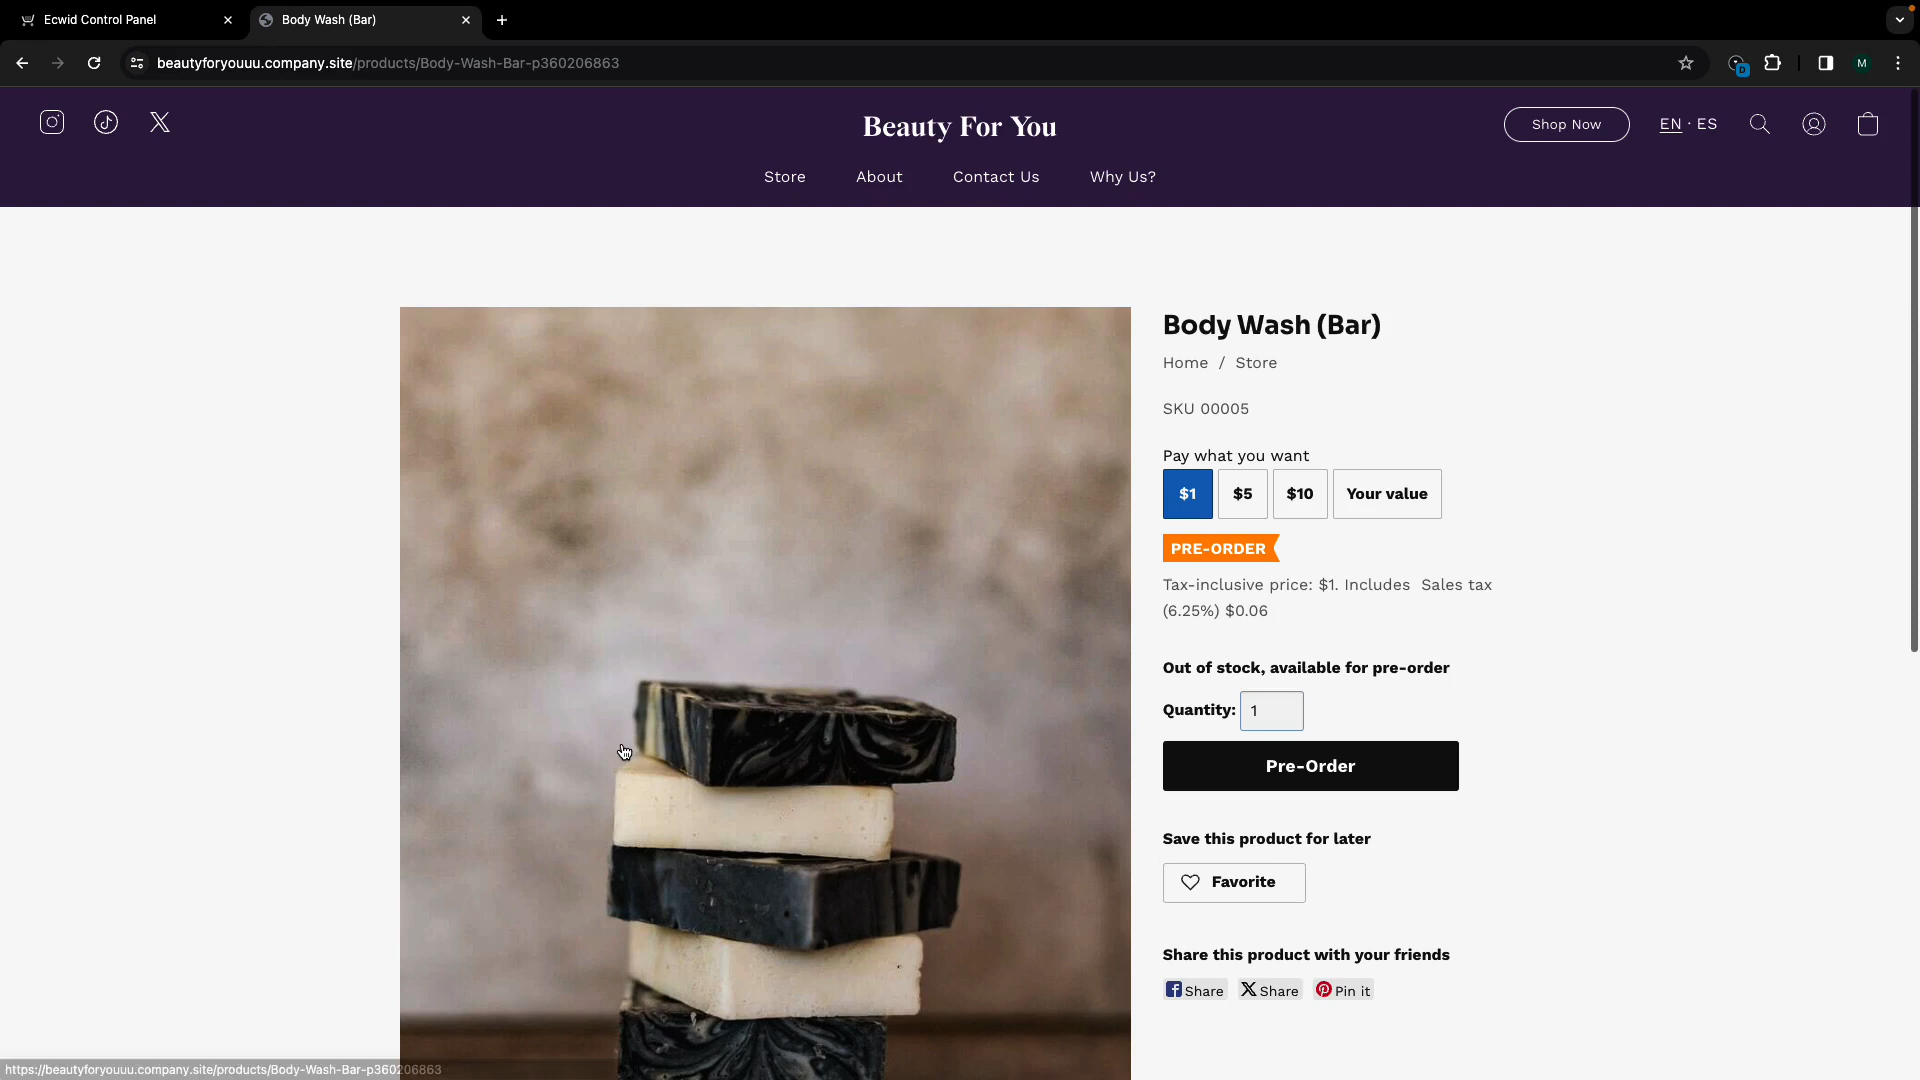 Ecwid Control Panel
Body Wash (Bar)
beautyforyouuu.company.site/products/Body-Wash-Bar-p360206863
D
M
Beauty For You
Shop Now
EN · ES
Store
About
Contact Us
Why Us?
Body Wash (Bar)
Home / Store
SKU 00005
Pay what you want
$1
$5
$10
Your value
PRE-ORDER
Tax-inclusive price: $1. Includes Sales tax
(6.25%) $0.06
Out of stock, available for pre-order
Quantity: 1
Pre-Order
Save this product for later
Favorite
Share this product with your friends
Share
Share
Pin it
https://beautyforyouuu.company.site/products/Body-Wash-Bar-p360206863